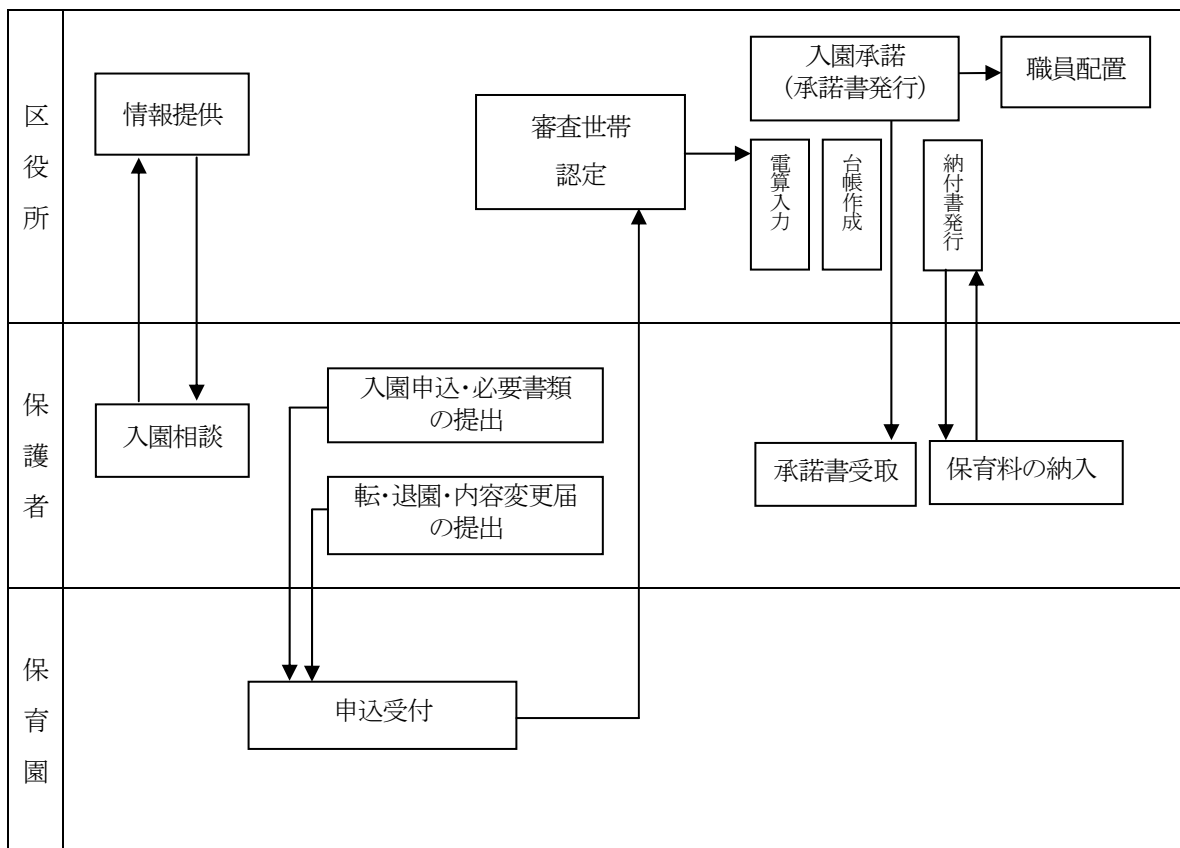 区役所
情報提供
審査世帯
認定
入園承諾
(承諾書発行)
職員配置
電算入力
台帳作成
納付書発行
保護者
入園相談
入園申込・必要書類
の提出
転・退園・内容変更届
の提出
承諾書受取
保育料の納入
保育園
申込受付